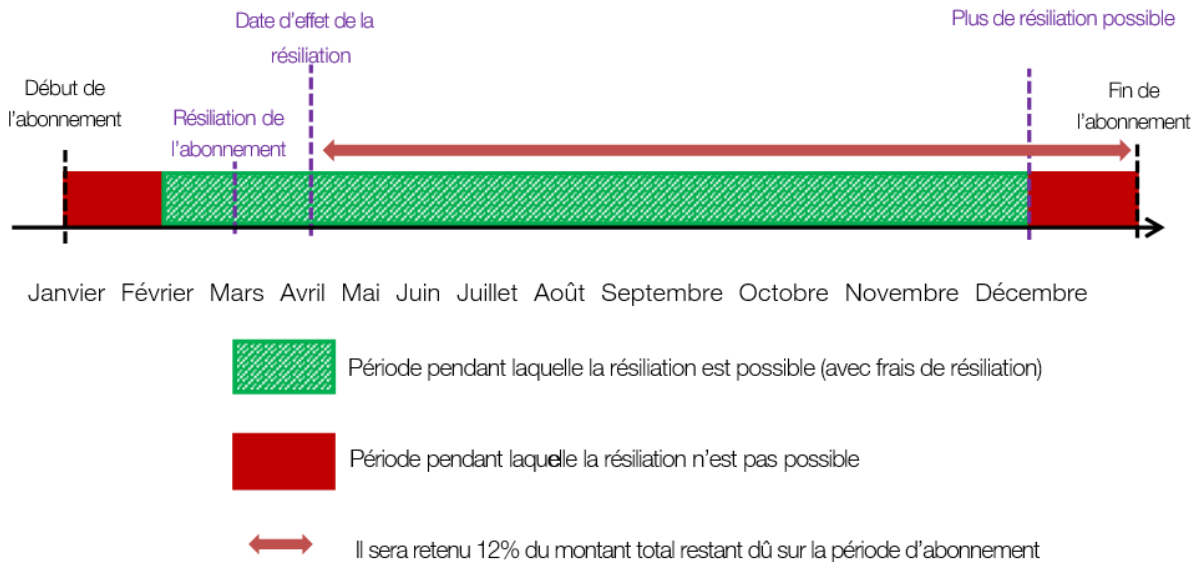 Date d'effet de la
résiliation
Plus de résiliation possible
Début de
l'abonnement
Résiliation de
l'abonnement
Fin de
l'abonnement
Janvier Février Mars Avril Mai Juin Juillet Août Septembre Octobre Novembre Décembre
Période pendant laquelle la résiliation est possible (avec frais de résiliation)
Période pendant laquelle la résiliation n'est pas possible
Il sera retenu 12% du montant total restant dû sur la période d'abonnement